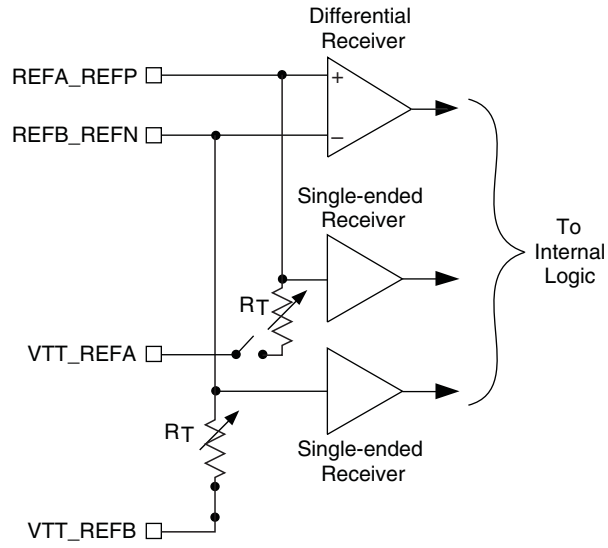 Differential
Receiver
REFA_REFP
+
REFB_REFN
−
Single-ended
Receiver
To
Internal
Logic
RT
VTT_REFA
RT
Single-ended
Receiver
VTT_REFB